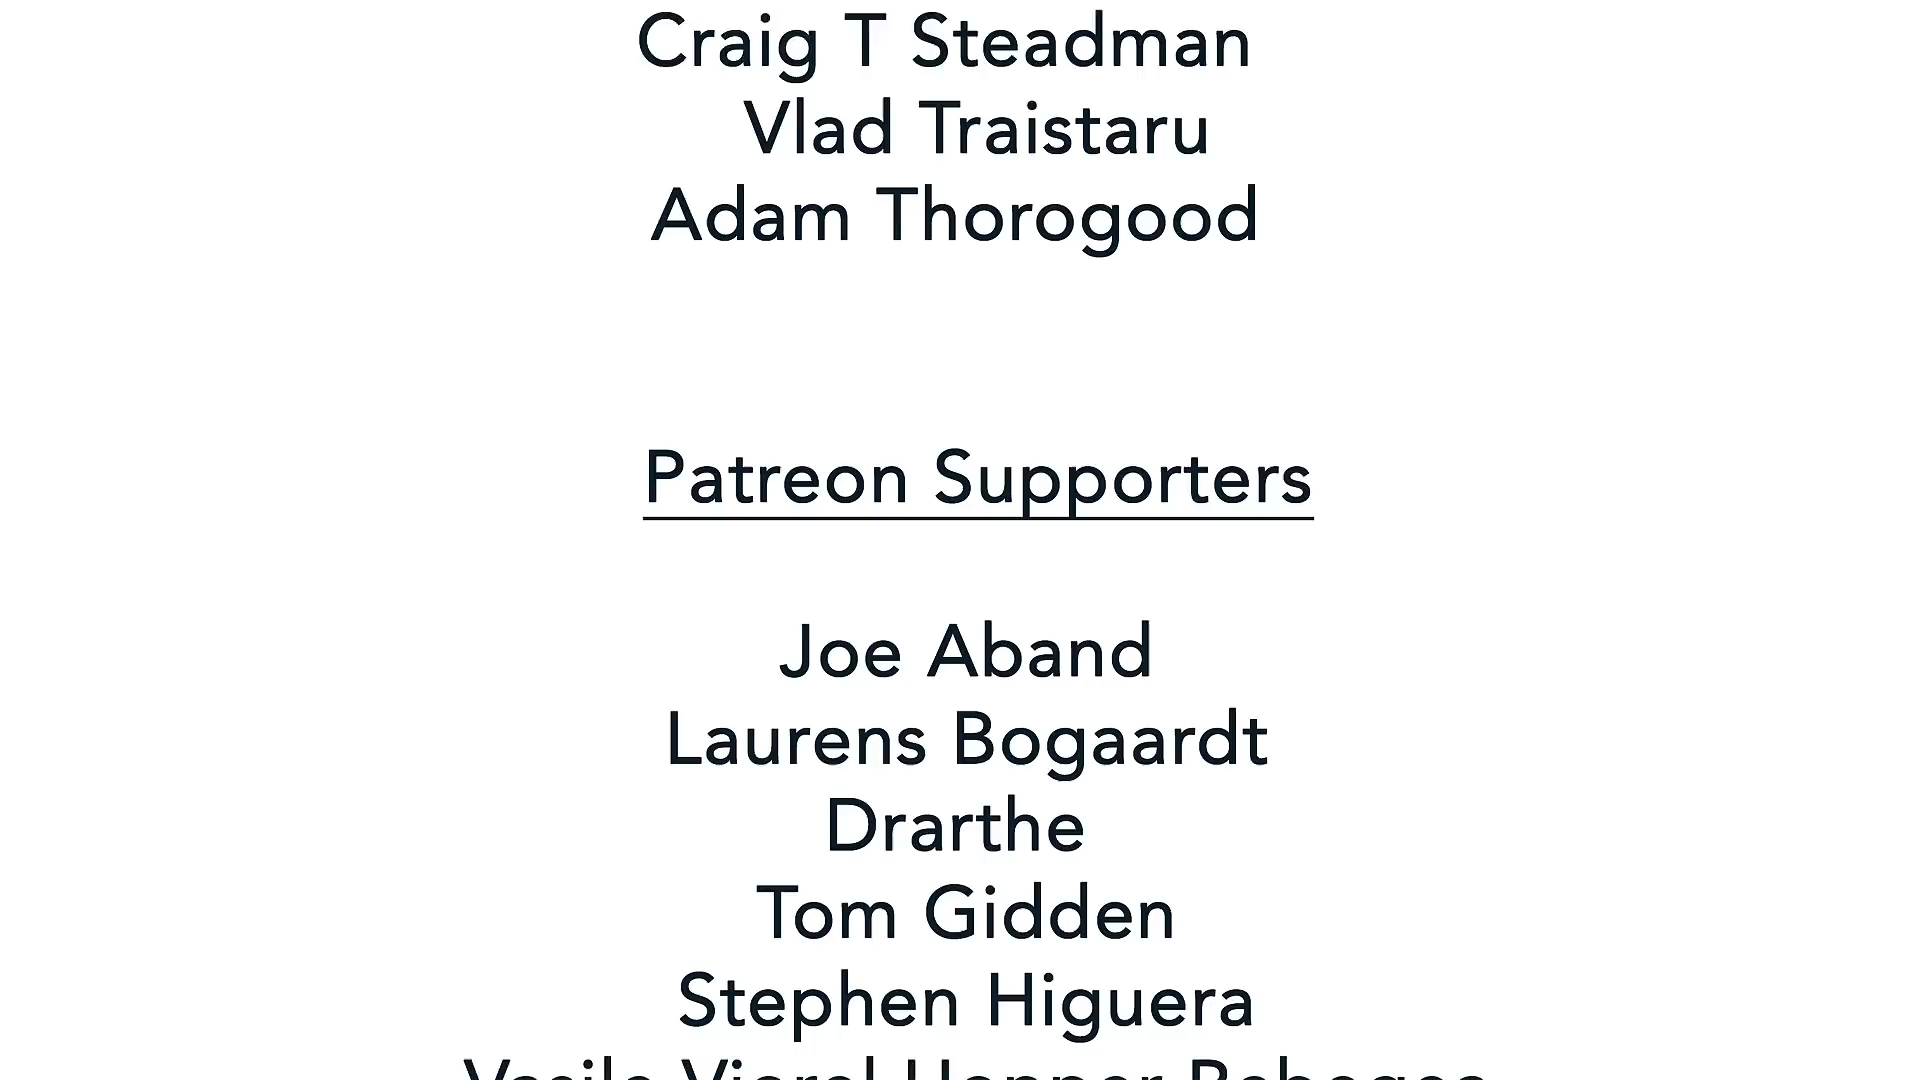 Craig T Steadman
Vlad Traistaru
Adam Thorogood
Patreon Supporters
Joe Aband
Laurens Bogaardt
Drarthe
Tom Gidden
Stephen Higuera